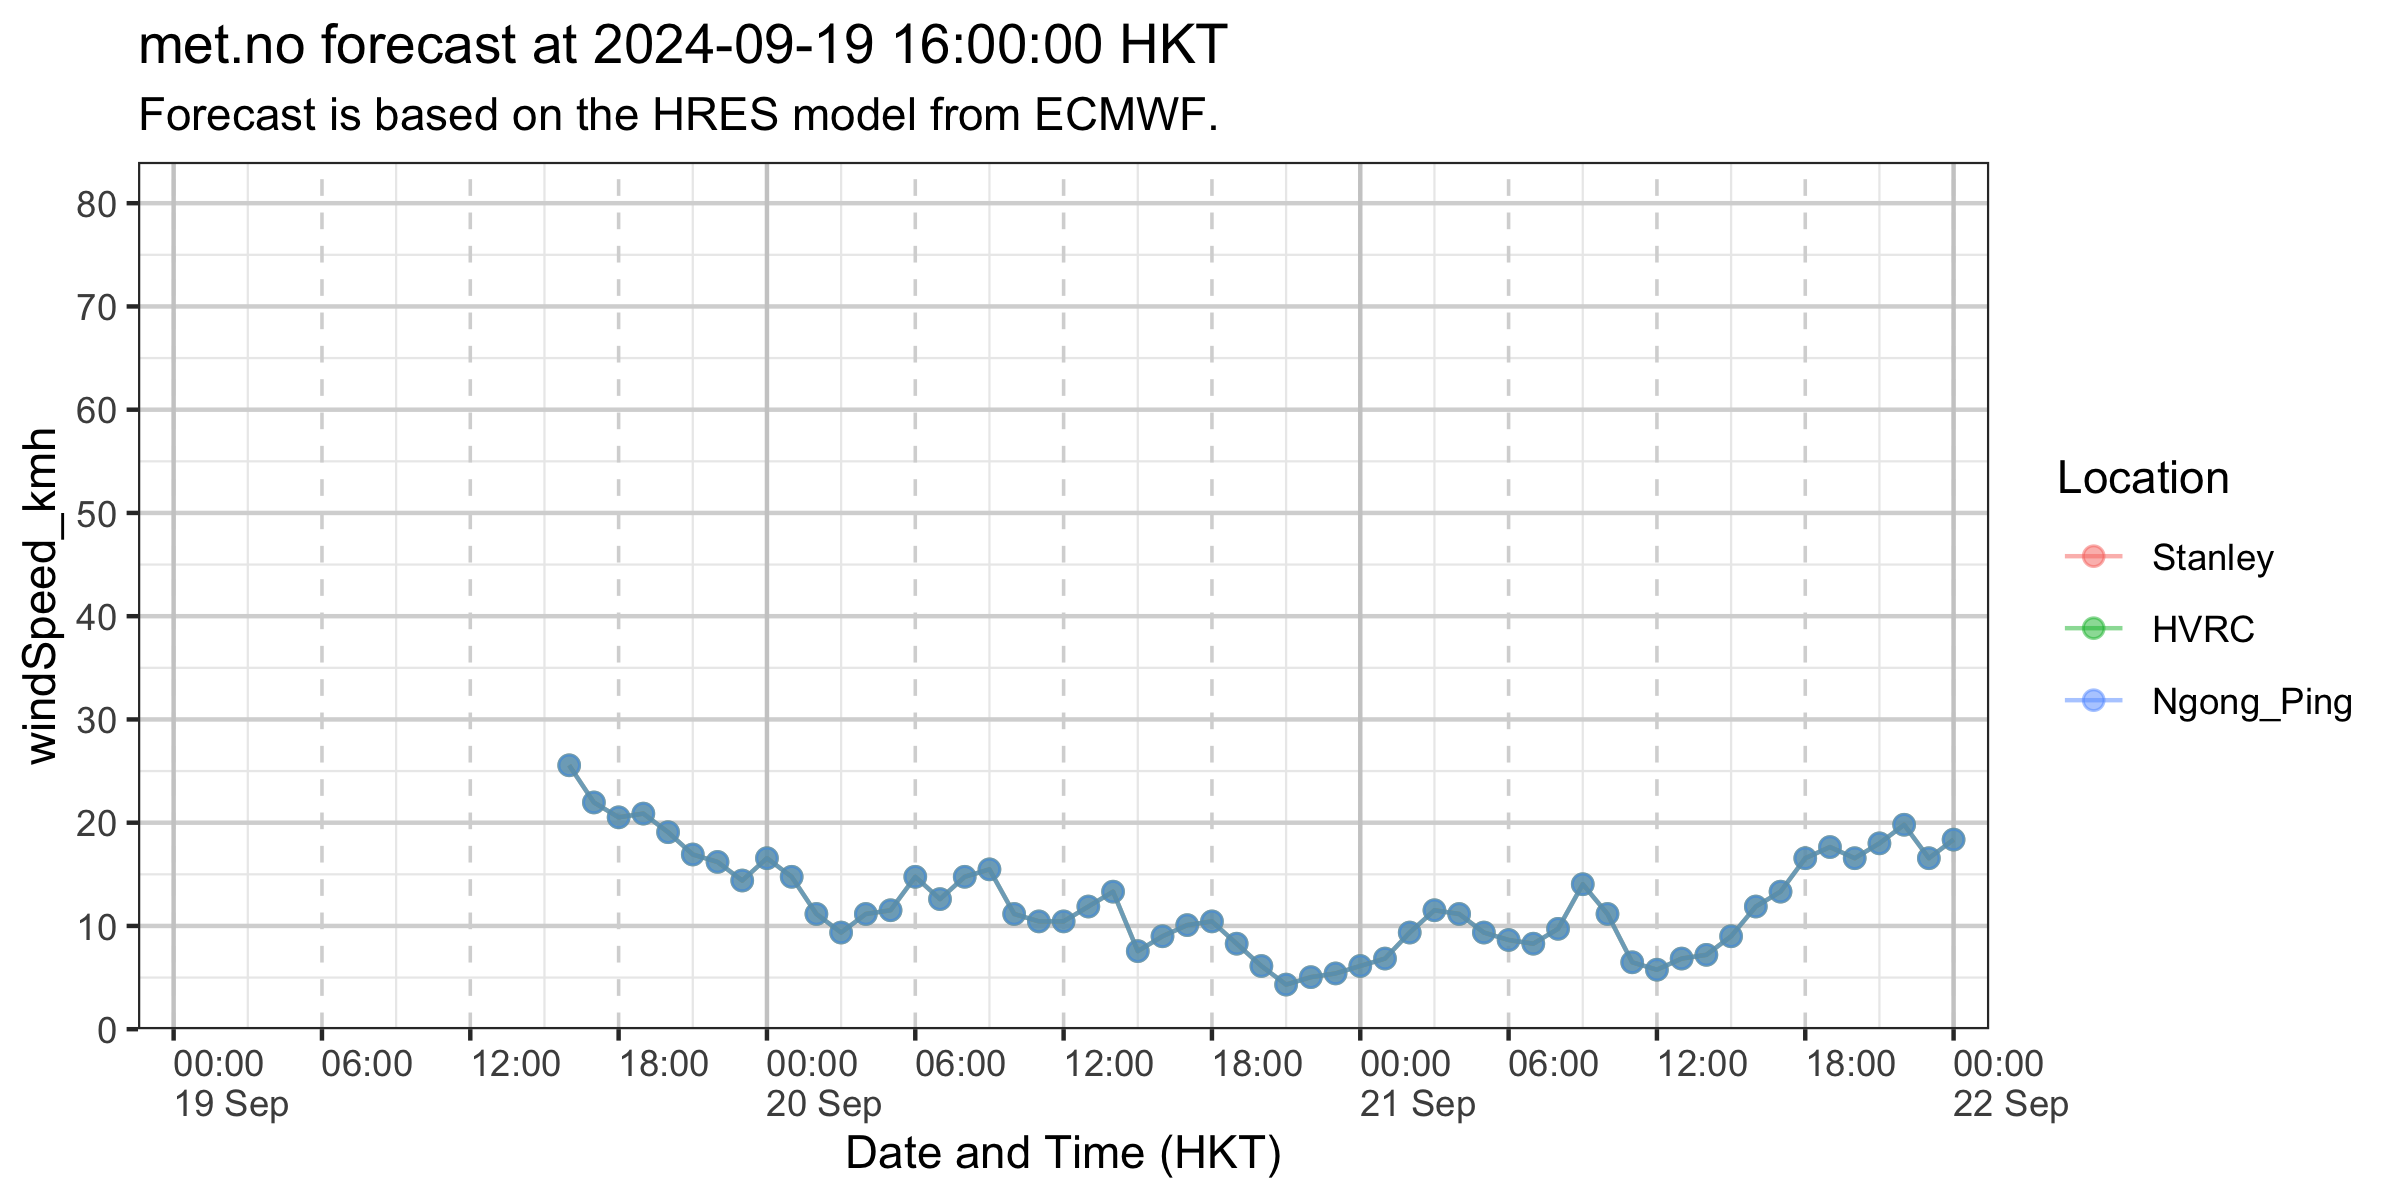 met.no forecast at 2024-09-19 16:00:00 HKT
Forecast is based on the HRES model from ECMWF.
windSpeed_kmh
80
70
60
50
40
30
20
10
0
00:00 06:00 12:00 18:00 00:00 06:00 12:00 18:00 00:00 06:00 12:00 18:00 00:00
19 Sep 20 Sep 21 Sep 22 Sep
Date and Time (HKT)
Location
Stanley
HVRC
Ngong_Ping